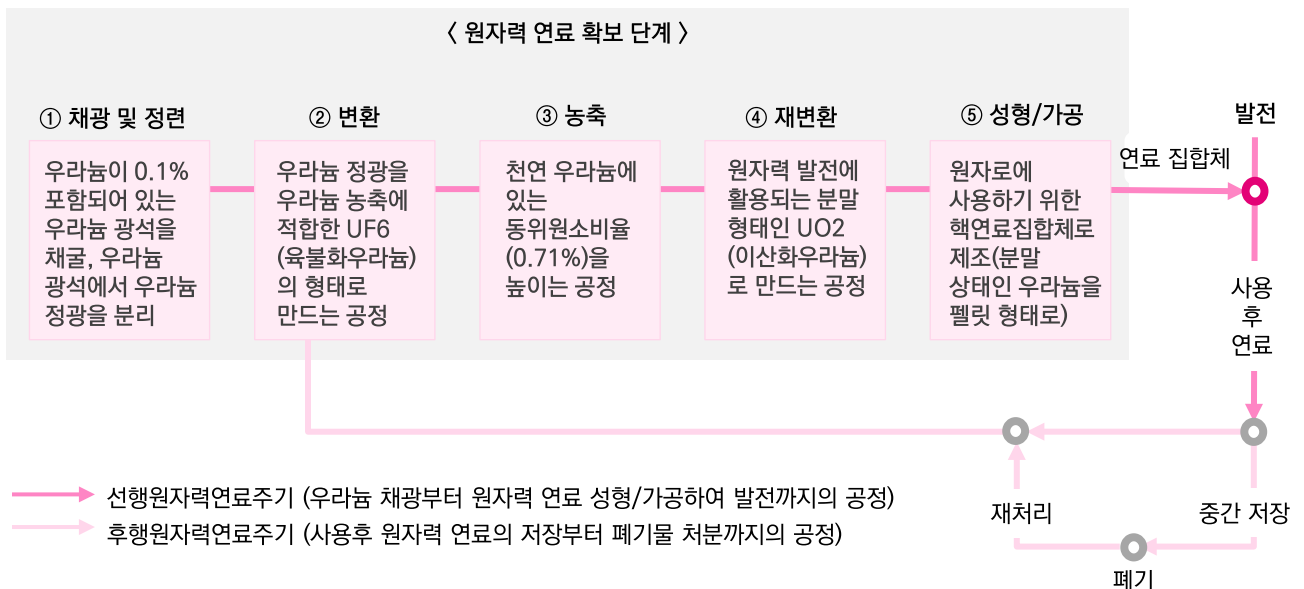 < 원자력 연료 확보 단계 >
① 채광 및 정련
우라늄이 0.1%
포함되어 있는
우라늄 광석을
채굴, 우라늄
광석에서 우라늄
정광을 분리
② 변환
우라늄 정광을
우라늄 농축에
적합한 UF6
(육불화우라늄)
의 형태로
만드는 공정
③ 농축
천연 우라늄에
있는
동위원소비율
(0.71%)을
높이는 공정
④ 재변환
원자력 발전에
활용되는 분말
형태인 UO2
(이산화우라늄)
로 만드는 공정
⑤ 성형/가공
원자로에
사용하기 위한
핵연료집합체로
제조(분말
상태인 우라늄을
펠릿 형태로)
연료 집합체
발전
사용
후
연료
선행원자력연료주기 (우라늄 채광부터 원자력 연료 성형/가공하여 발전까지의 공정)
후행원자력연료주기 (사용후 원자력 연료의 저장부터 폐기물 처분까지의 공정)
재처리
중간 저장
폐기